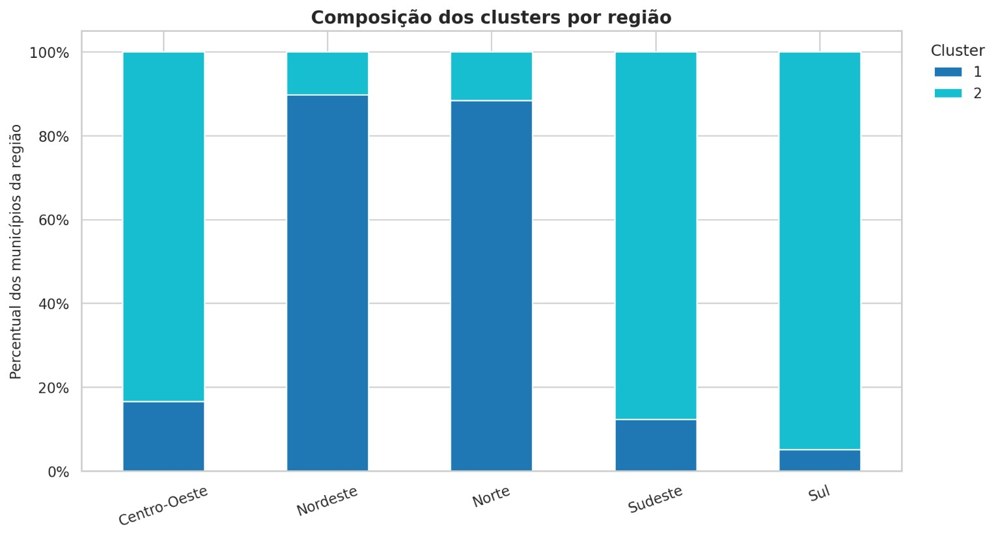 Composição dos clusters por região
Cluster
1
2
Percentual dos municípios da região
100%
80%
60%
40%
20%
0%
Centro-Oeste
Nordeste
Norte
Sudeste
Sul